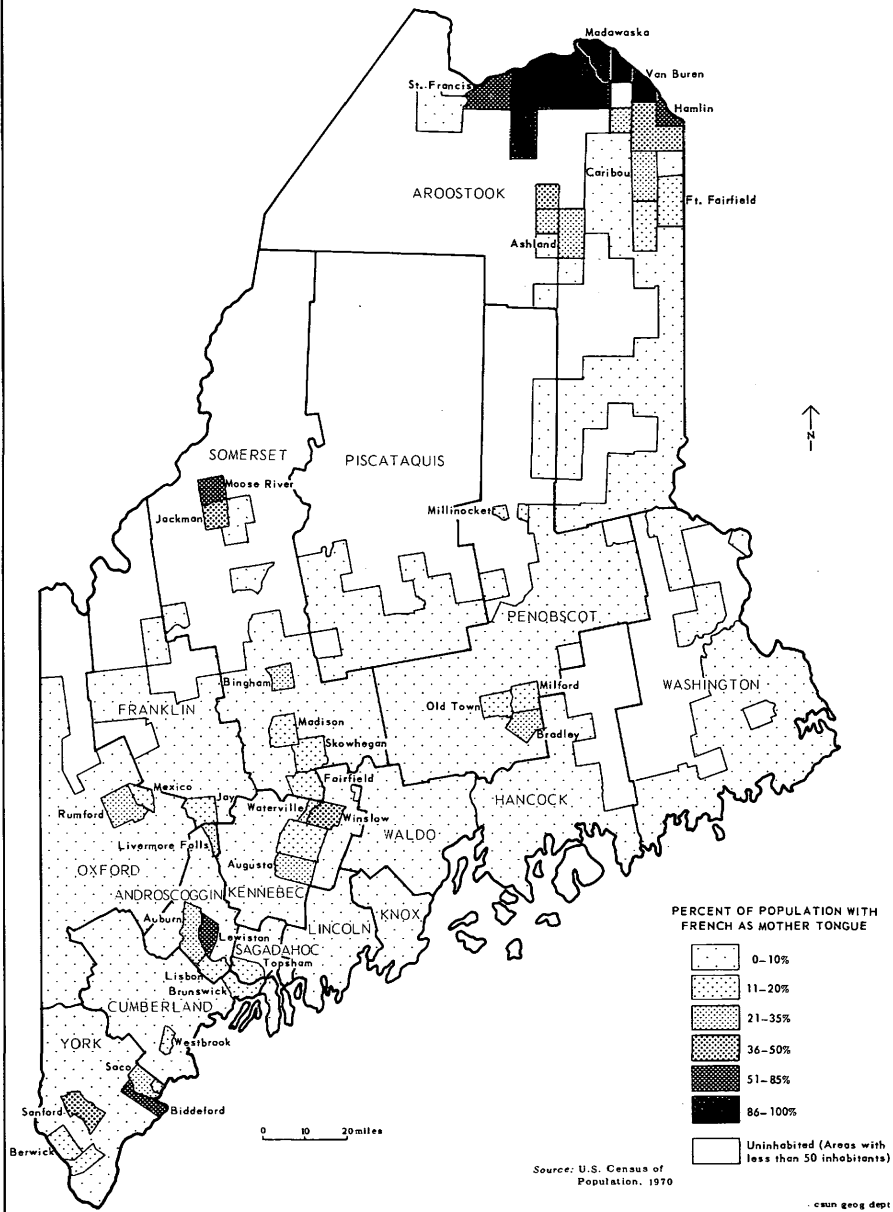 Madawaska
Van Buren
St. Francis
Hamlin
Caribou
AROOSTOOK
Ft. Fairfield
Ashland
N
SOMERSET
PISCATAQUIS
Moose River
Jackman
Millinocket
PENOBSCOT
Bingham
Milford
WASHINGTON
FRANKLIN
Old Town
Madison
Bradley
Skowhegan
Fairfield
Mexico
Jay
HANCOCK
Waterville
Rumford
Winslow
WALDO
Livermore Falls
Augusta
OXFORD
ANDROSCOGGIN
KENNEBEC
KNOX
Auburn
LINCOLN
PERCENT OF POPULATION WITH
FRENCH AS MOTHER TONGUE
Lewiston
SAGADAHOC
0-10%
Topsham
Lisbon
Brunswick
11-20%
CUMBERLAND
21-35%
Westbrook
YORK
36-50%
Saco
51-85%
Sanford
Biddeford
86-100%
0 10 20 miles
Berwick
Uninhabited (Areas with
less than 50 inhabitants)
Source: U.S. Census of
Population, 1970
csun geog dept